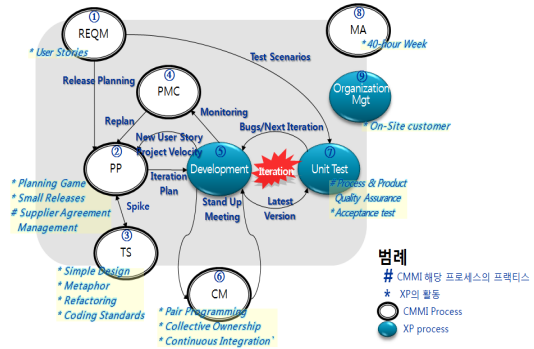 ① REQM
* User Stories
Release Planning
Test Scenarios
④ PMC
Replan
Monitoring
New User Story
Project Velocity
Bugs/Next Iteration
② PP
Iteration
Plan
⑤ Development
Iteration
⑦ Unit Test
* Planning Game
* Small Releases
# Supplier Agreement
Management
# Process & Product
Quality Assurance
* Acceptance test
Spike
Stand Up
Meeting
Latest
Version
③ TS
* Simple Design
* Metaphor
* Refactoring
* Coding Standards
⑥ CM
* Pair Programming
* Collective Ownership
* Continuous Integration'
⑧ MA
* 40-hour Week
⑨ Organization
Mgt
* On-Site customer
범례
# CMMI 해당 프로세스의 프랙티스
* XP의 활동
CMMI Process
XP process